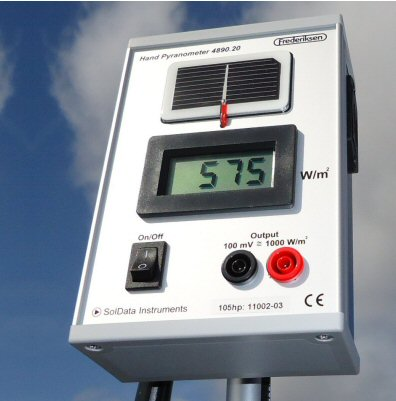 Frederiksen
Hand Pyranometer 4890.20
575
W/m²
On/Off
Output
100 mV ≅ 1000 W/m²
SolData Instruments
105hp: 11002-03
CE